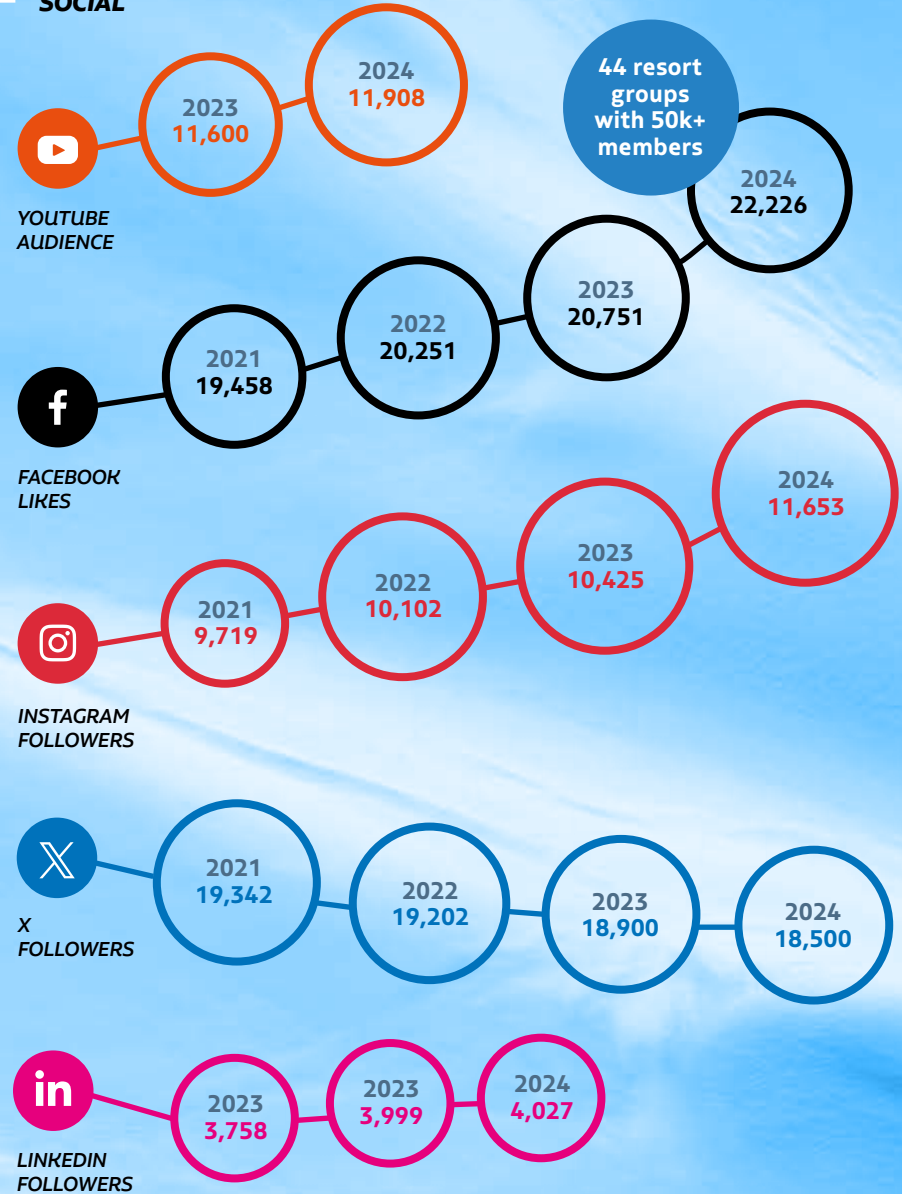 SOCIAL
2023
11,600
2024
11,908
YOUTUBE
AUDIENCE
44 resort
groups
with 50k+
members
2021
19,458
2022
20,251
2023
20,751
2024
22,226
f
FACEBOOK
LIKES
2021
9,719
2022
10,102
2023
10,425
2024
11,653
INSTAGRAM
FOLLOWERS
X
2021
19,342
2022
19,202
2023
18,900
2024
18,500
X
FOLLOWERS
in
2023
3,758
2023
3,999
2024
4,027
LINKEDIN
FOLLOWERS